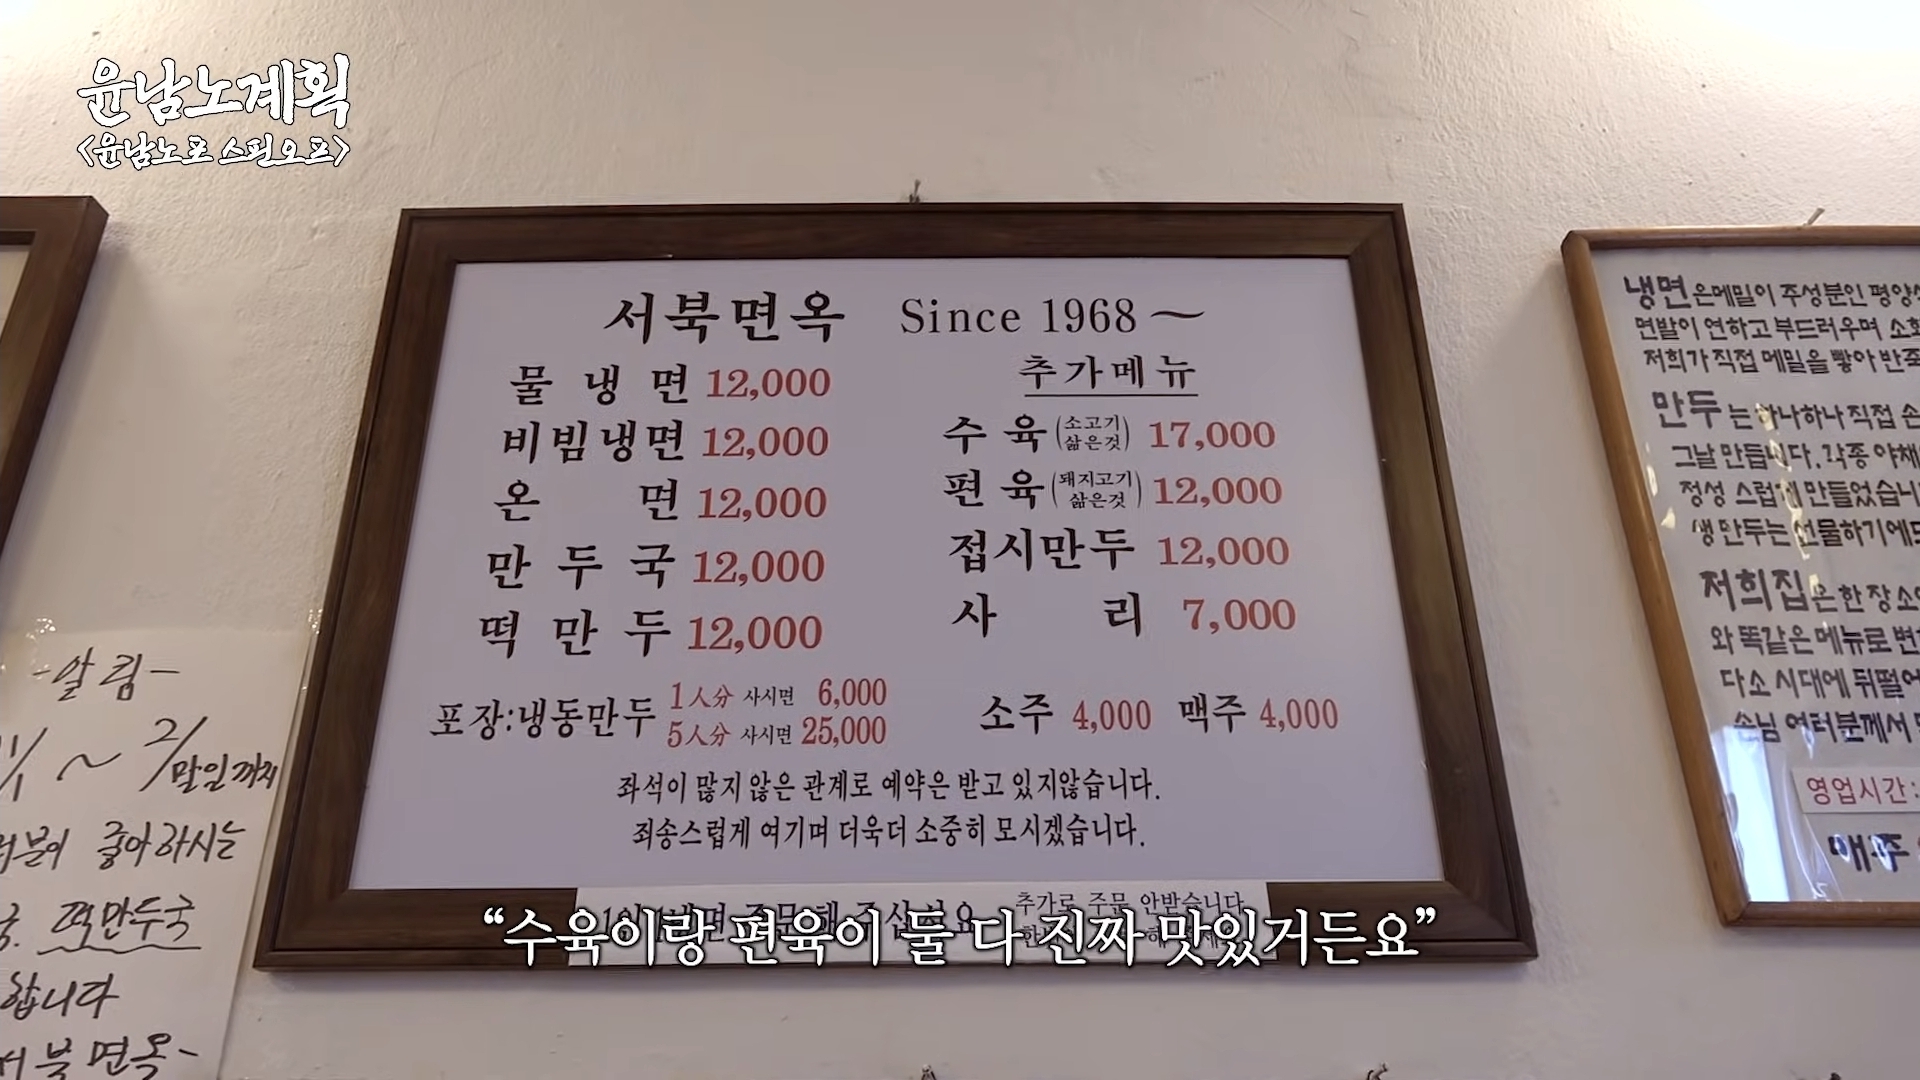 윤남노계획
<윤남노포 스핀오프>
서북면옥 Since 1968~
물냉면 12,000
비빔냉면 12,000
온면 12,000
만두국 12,000
떡만두 12,000
추가메뉴
수육(소고기 삶은것) 17,000
편육(돼지고기 삶은것) 12,000
접시만두 12,000
사리 7,000
포장:냉동만두 1人分 사시면 6,000
5人分 사시면 25,000
소주 4,000 맥주 4,000
좌석이 많지 않은 관계로 예약은 받고 있지않습니다.
죄송스럽게 여기며 더욱더 소중히 모시겠습니다.
추가로 주문 안받습니다
"수육이랑 편육이 둘 다 진짜 맛있거든요"
-알림-
~ 2/말일까지
좋아하시는
떡만두국
합니다
서북면옥-
냉면은메밀이 주성분인 평양
면발이 연하고 부드러우며 소화
저희가 직접 메밀을 빻아 반죽
만두는 하나하나 직접 손
그날 만듭니다. 각종 야채
정성 스럽게 만들었습니
생만두는 선물하기에도
저희집은 한 장소
와 똑같은 메뉴로 변
다소 시대에 뒤떨어
손님 여러분께서
영업시간: